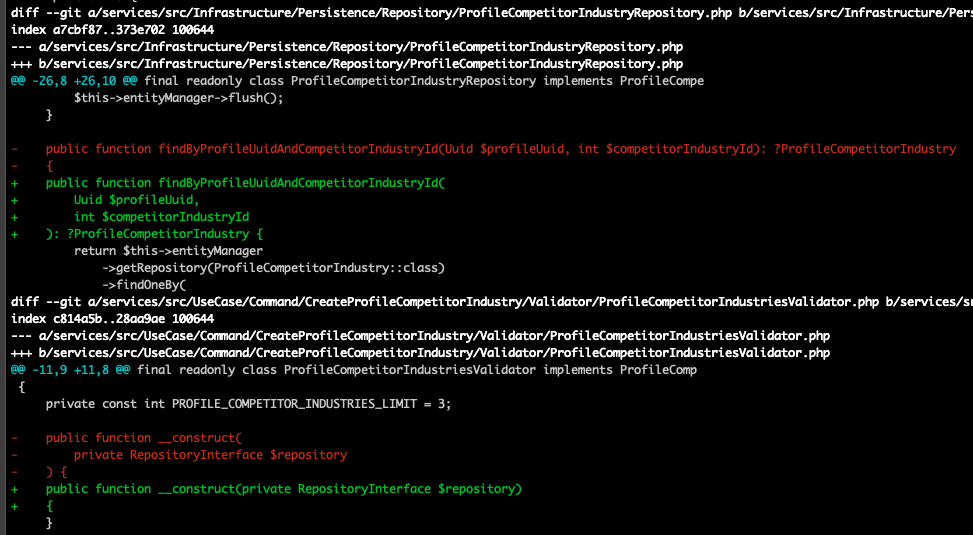 diff --git a/services/src/Infrastructure/Persistence/Repository/ProfileCompetitorIndustryRepository.php b/services/src/Infrastructure/Pers
index a7cbf87..373e702 100644
--- a/services/src/Infrastructure/Persistence/Repository/ProfileCompetitorIndustryRepository.php
+++ b/services/src/Infrastructure/Persistence/Repository/ProfileCompetitorIndustryRepository.php
@@ -26,8 +26,10 @@ final readonly class ProfileCompetitorIndustryRepository implements ProfileCompe
        $this->entityManager->flush();
    }

-    public function findByProfileUuidAndCompetitorIndustryId(Uuid $profileUuid, int $competitorIndustryId): ?ProfileCompetitorIndustry
-    {
+    public function findByProfileUuidAndCompetitorIndustryId(
+        Uuid $profileUuid,
+        int $competitorIndustryId
+    ): ?ProfileCompetitorIndustry {
        return $this->entityManager
            ->getRepository(ProfileCompetitorIndustry::class)
            ->findOneBy(
diff --git a/services/src/UseCase/Command/CreateProfileCompetitorIndustry/Validator/ProfileCompetitorIndustriesValidator.php b/services/sr
index c814a5b..28aa9ae 100644
--- a/services/src/UseCase/Command/CreateProfileCompetitorIndustry/Validator/ProfileCompetitorIndustriesValidator.php
+++ b/services/src/UseCase/Command/CreateProfileCompetitorIndustry/Validator/ProfileCompetitorIndustriesValidator.php
@@ -11,9 +11,8 @@ final readonly class ProfileCompetitorIndustriesValidator implements ProfileComp
 {
    private const int PROFILE_COMPETITOR_INDUSTRIES_LIMIT = 3;

-    public function __construct(
-        private RepositoryInterface $repository
-    ) {
+    public function __construct(private RepositoryInterface $repository)
+    {
    }